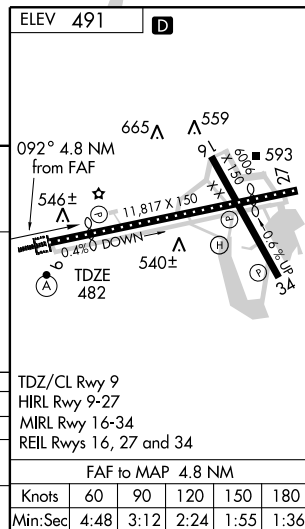 ELEV 491
D
665
559
16
092° 4.8 NM
from FAF
6006 X 150
593
27
546±
P
11,817 X 150
P
0.4% DOWN
540±
H
0.6% UP
9
A
TDZE
482
P
34
TDZ/CL Rwy 9
HIRL Rwy 9-27
MIRL Rwy 16-34
REIL Rwys 16, 27 and 34
FAF to MAP 4.8 NM
Knots 60 90 120 150 180
Min:Sec 4:48 3:12 2:24 1:55 1:36